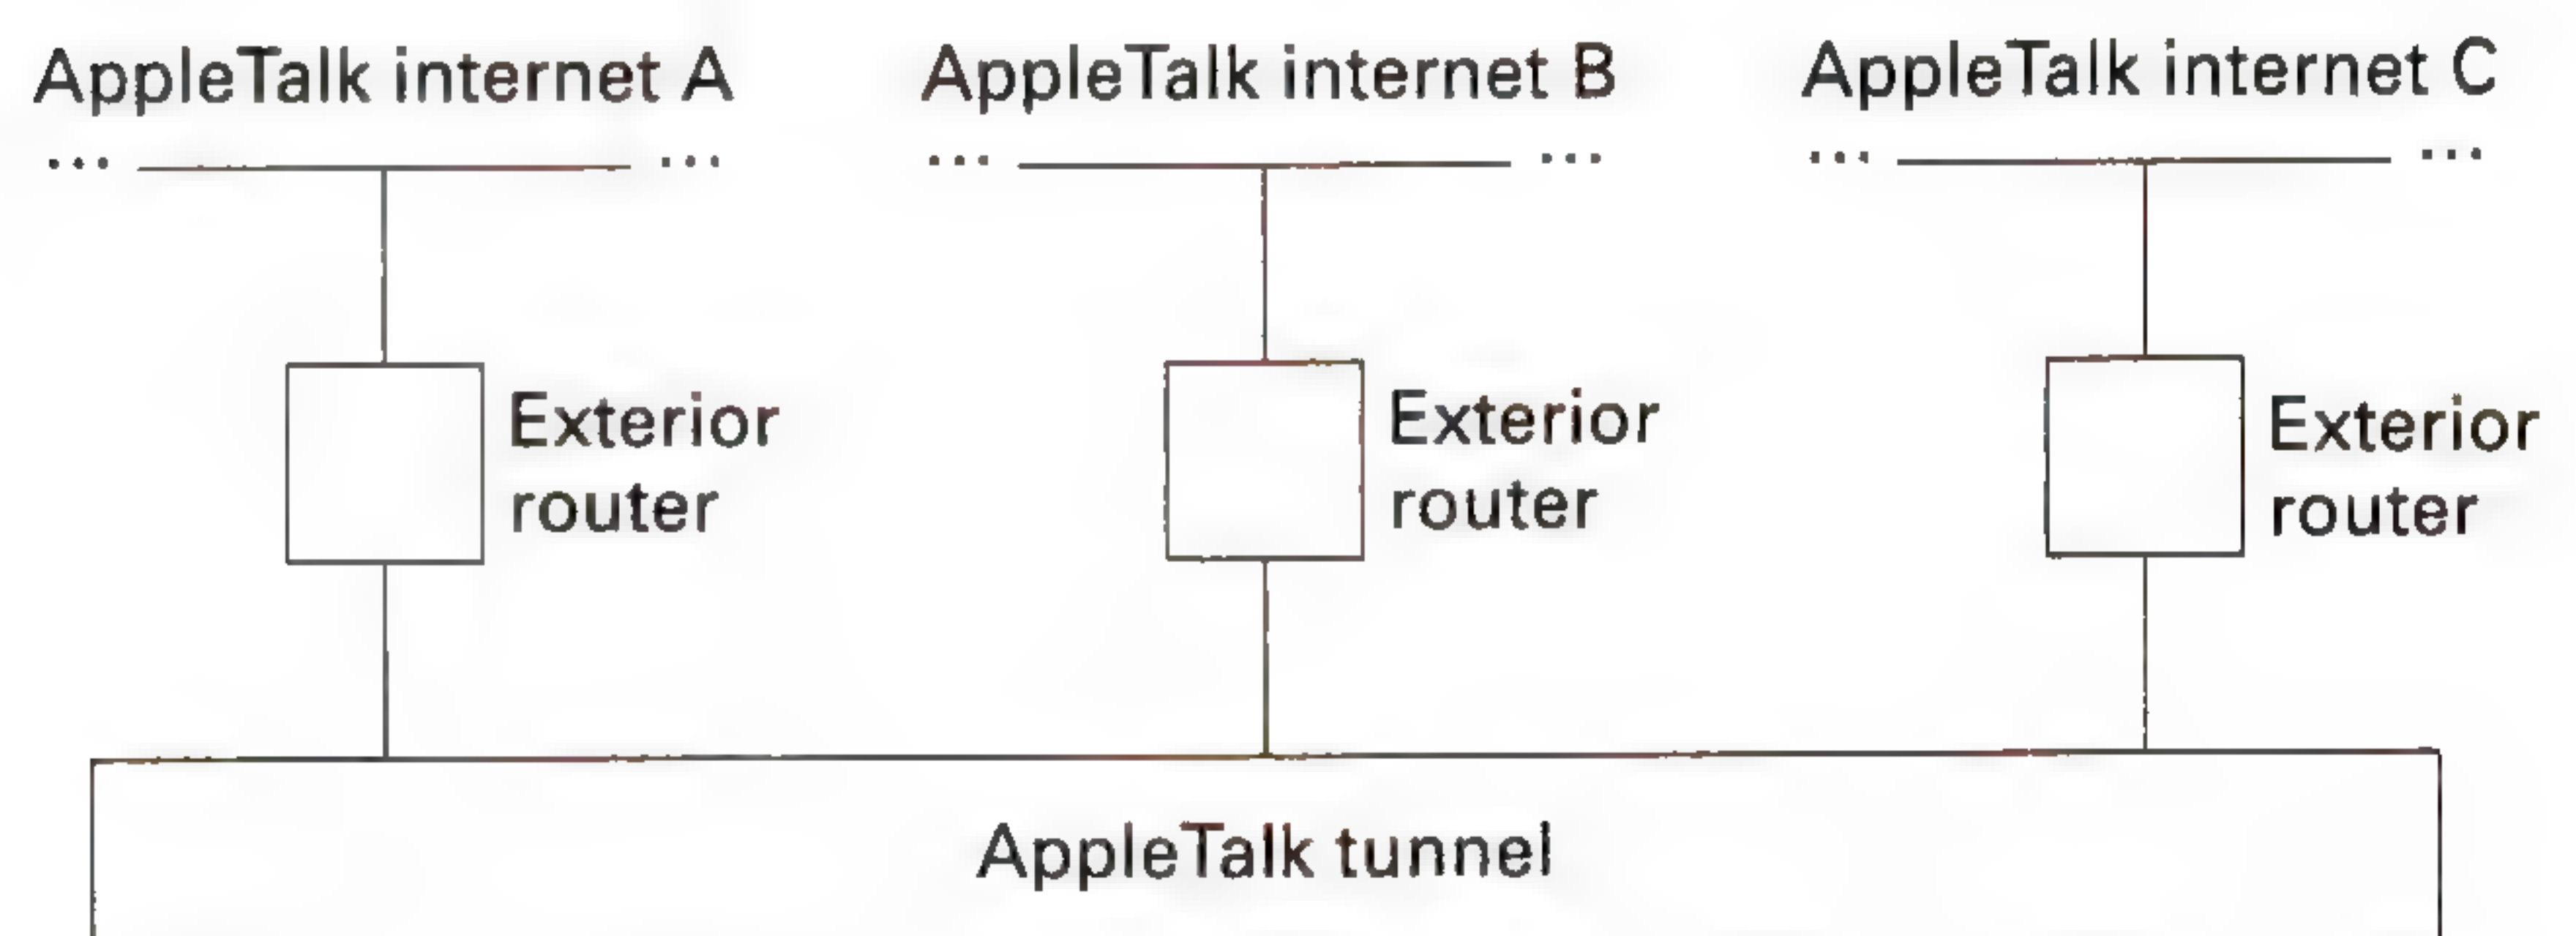 AppleTalk internet A
AppleTalk internet B
AppleTalk internet C
... ...
... ...
... ...
Exterior
router
Exterior
router
Exterior
router
AppleTalk tunnel